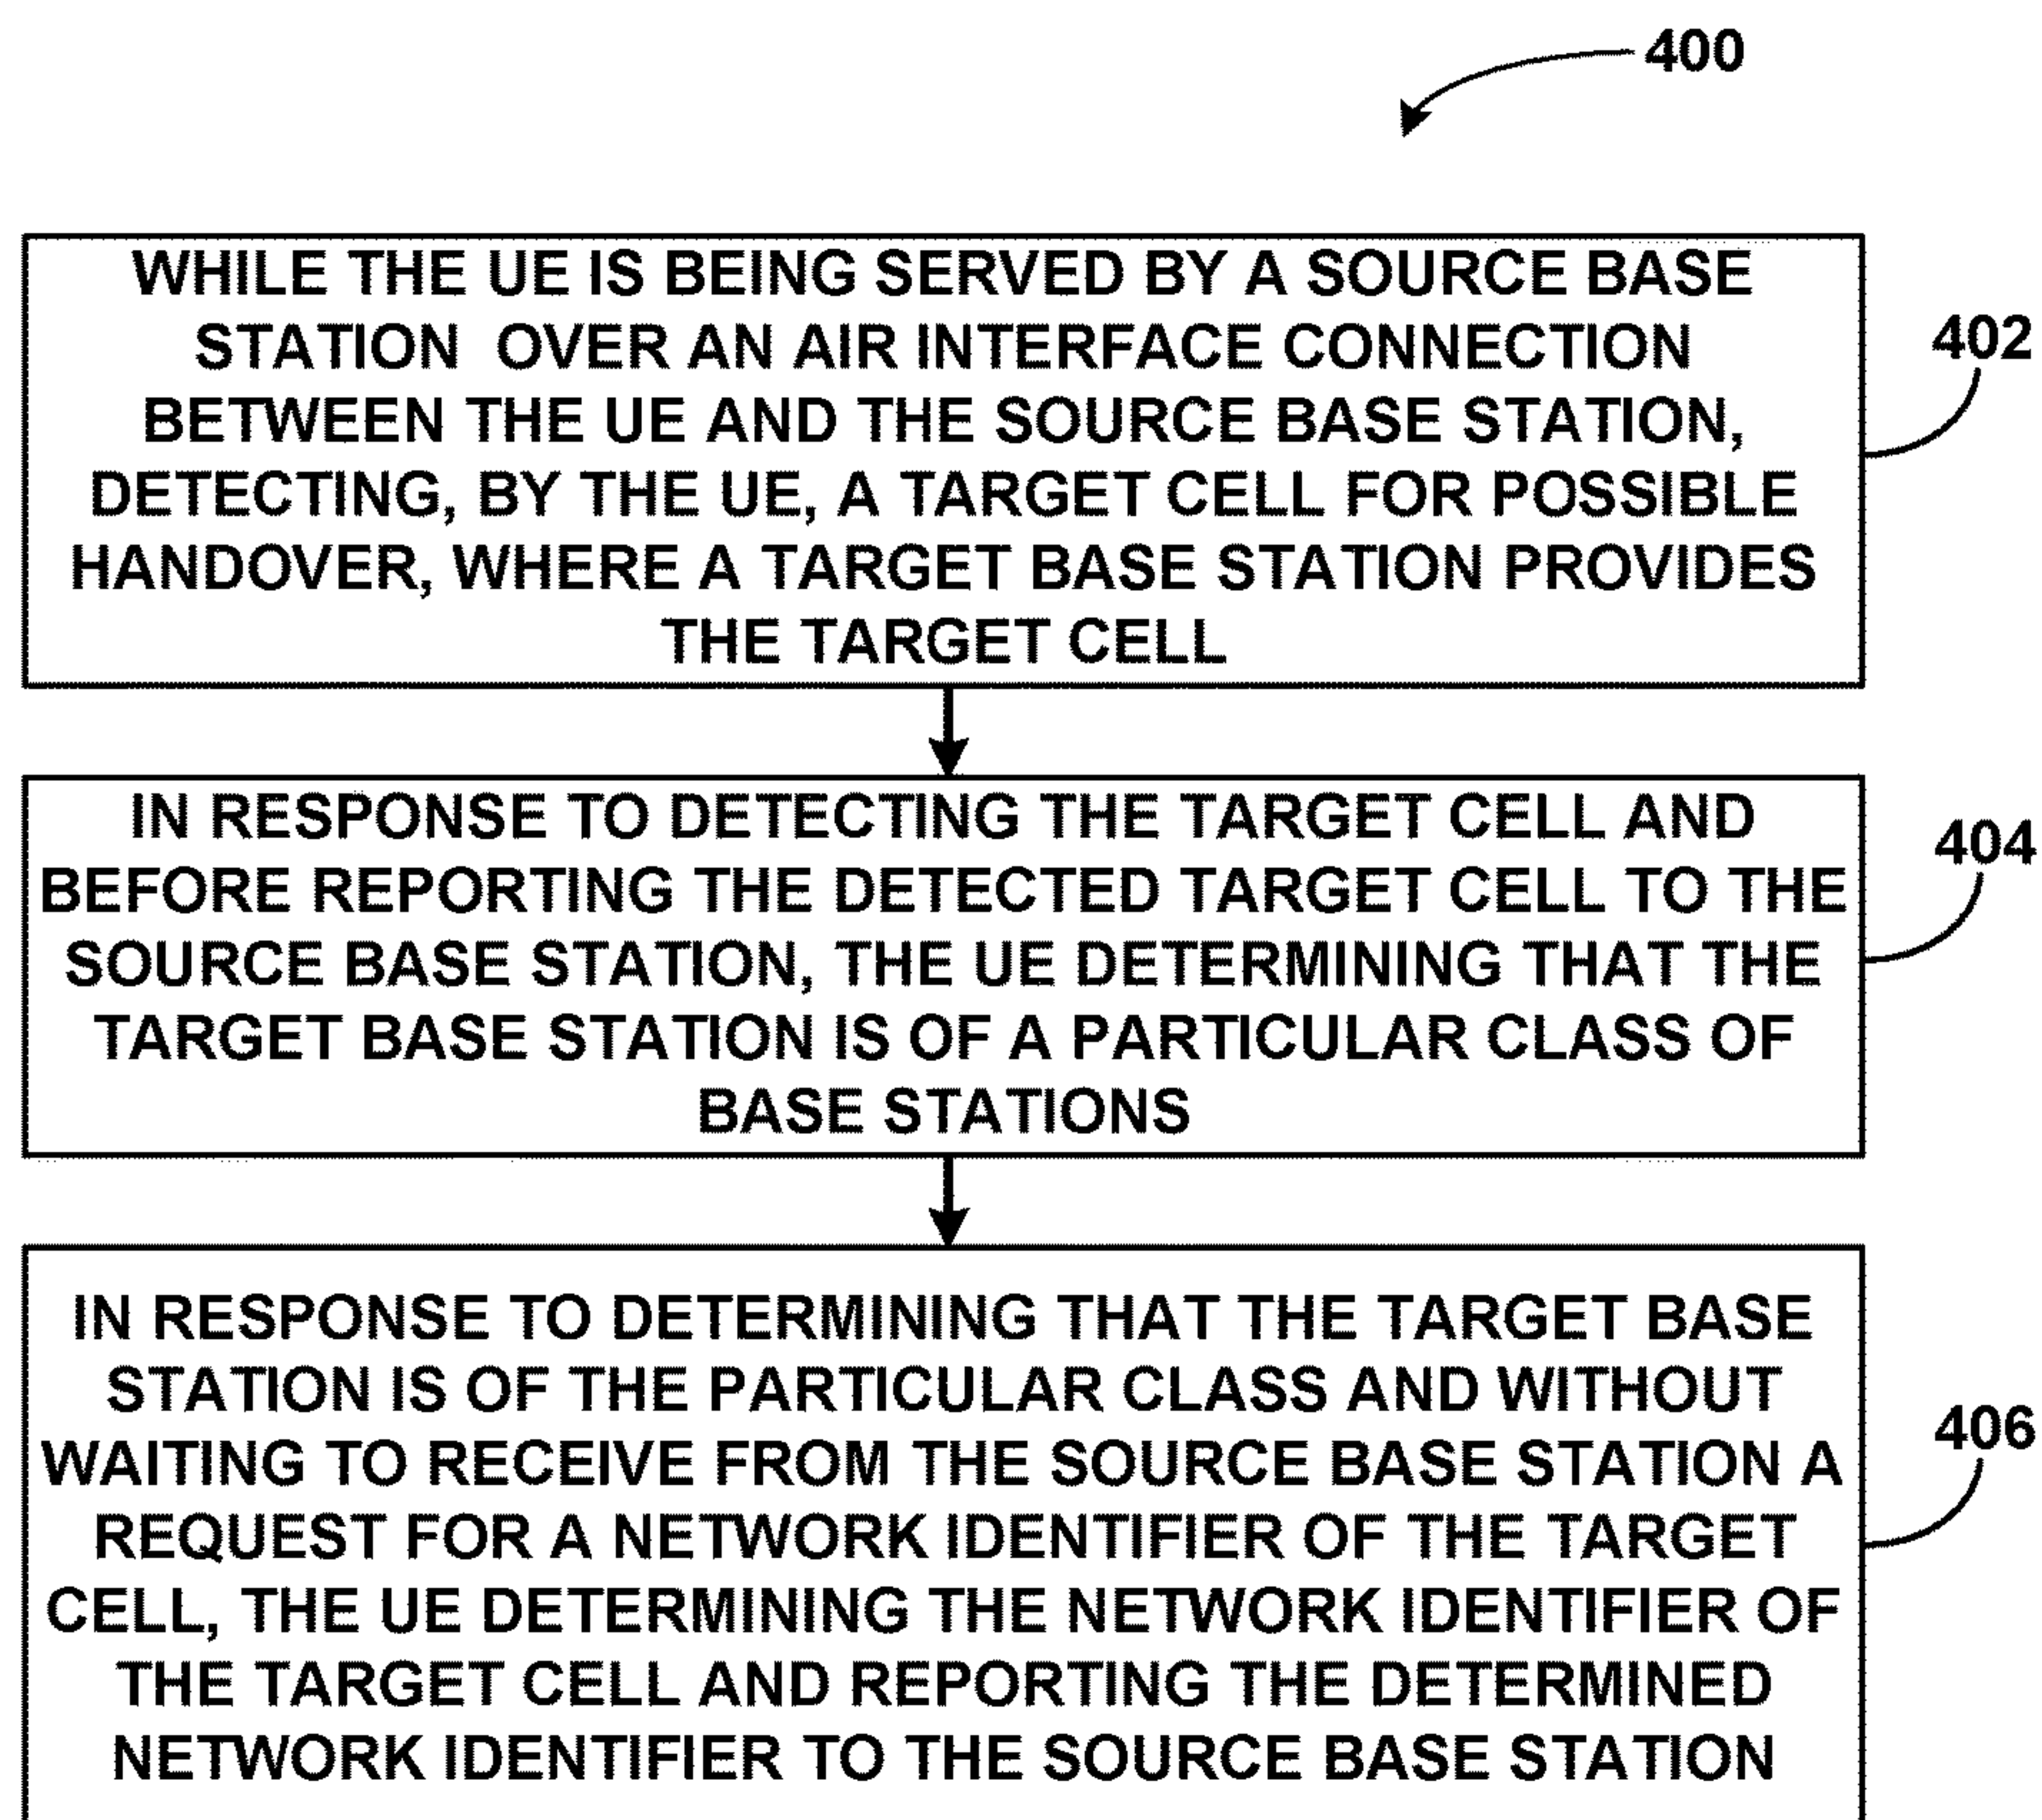 400
WHILE THE UE IS BEING SERVED BY A SOURCE BASE
STATION OVER AN AIR INTERFACE CONNECTION
BETWEEN THE UE AND THE SOURCE BASE STATION,
DETECTING, BY THE UE, A TARGET CELL FOR POSSIBLE
HANDOVER, WHERE A TARGET BASE STATION PROVIDES
THE TARGET CELL
402
IN RESPONSE TO DETECTING THE TARGET CELL AND
BEFORE REPORTING THE DETECTED TARGET CELL TO THE
SOURCE BASE STATION, THE UE DETERMINING THAT THE
TARGET BASE STATION IS OF A PARTICULAR CLASS OF
BASE STATIONS
404
IN RESPONSE TO DETERMINING THAT THE TARGET BASE
STATION IS OF THE PARTICULAR CLASS AND WITHOUT
WAITING TO RECEIVE FROM THE SOURCE BASE STATION A
REQUEST FOR A NETWORK IDENTIFIER OF THE TARGET
CELL, THE UE DETERMINING THE NETWORK IDENTIFIER OF
THE TARGET CELL AND REPORTING THE DETERMINED
NETWORK IDENTIFIER TO THE SOURCE BASE STATION
406